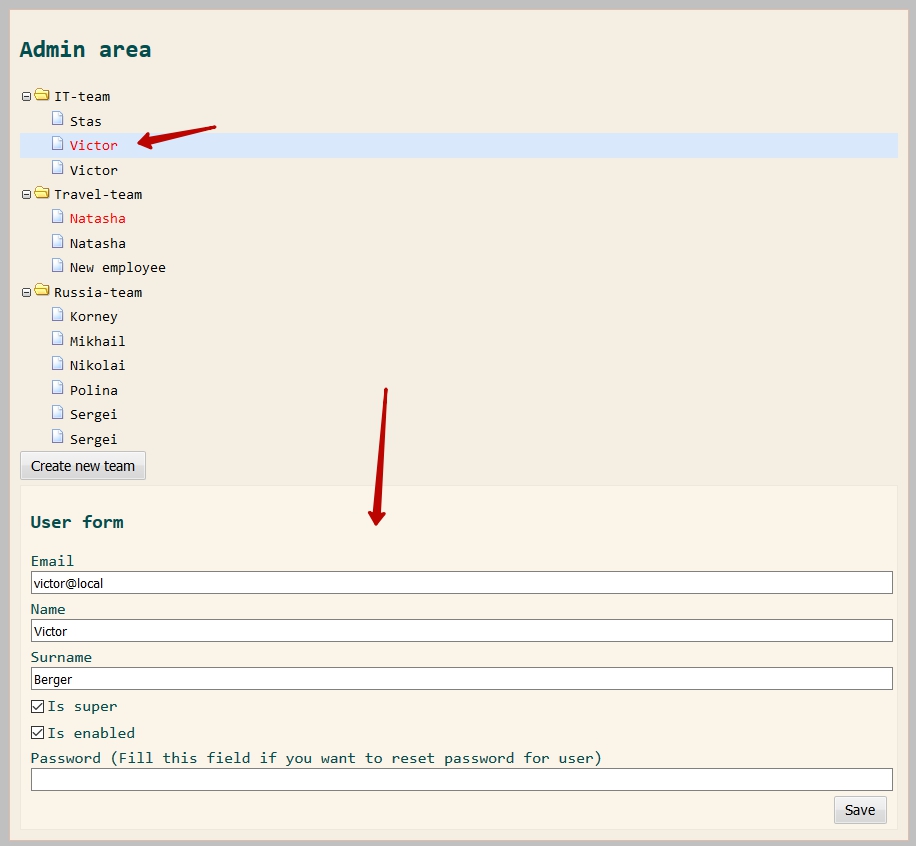 Admin area
IT-team
Stas
Victor
Victor
Travel-team
Natasha
Natasha
New employee
Russia-team
Korney
Mikhail
Nikolai
Polina
Sergei
Sergei
Create new team
User form
Email
victor@local
Name
Victor
Surname
Berger
Is super
Is enabled
Password (Fill this field if you want to reset password for user)
Save